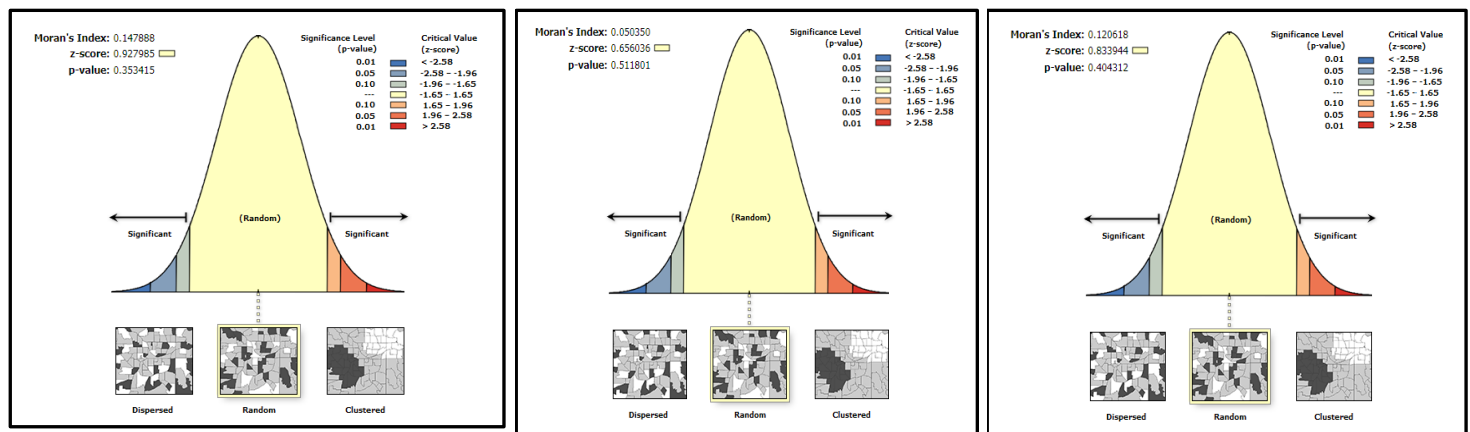 Moran's Index: 0.147888
z-score: 0.927985
p-value: 0.353415
Significance Level
(p-value)
Critical Value
(z-score)
0.01 < -2.58
0.05 -2.58 – -1.96
0.10 -1.96 – -1.65
--- -1.65 – 1.65
0.10 1.65 – 1.96
0.05 1.96 – 2.58
0.01 > 2.58
(Random)
Significant
Significant
Dispersed
Random
Clustered
Moran's Index: 0.050350
z-score: 0.656036
p-value: 0.511801
Significance Level
(p-value)
Critical Value
(z-score)
0.01 < -2.58
0.05 -2.58 – -1.96
0.10 -1.96 – -1.65
--- -1.65 – 1.65
0.10 1.65 – 1.96
0.05 1.96 – 2.58
0.01 > 2.58
(Random)
Significant
Significant
Dispersed
Random
Clustered
Moran's Index: 0.120618
z-score: 0.833944
p-value: 0.404312
Significance Level
(p-value)
Critical Value
(z-score)
0.01 < -2.58
0.05 -2.58 – -1.96
0.10 -1.96 – -1.65
--- -1.65 – 1.65
0.10 1.65 – 1.96
0.05 1.96 – 2.58
0.01 > 2.58
(Random)
Significant
Significant
Dispersed
Random
Clustered